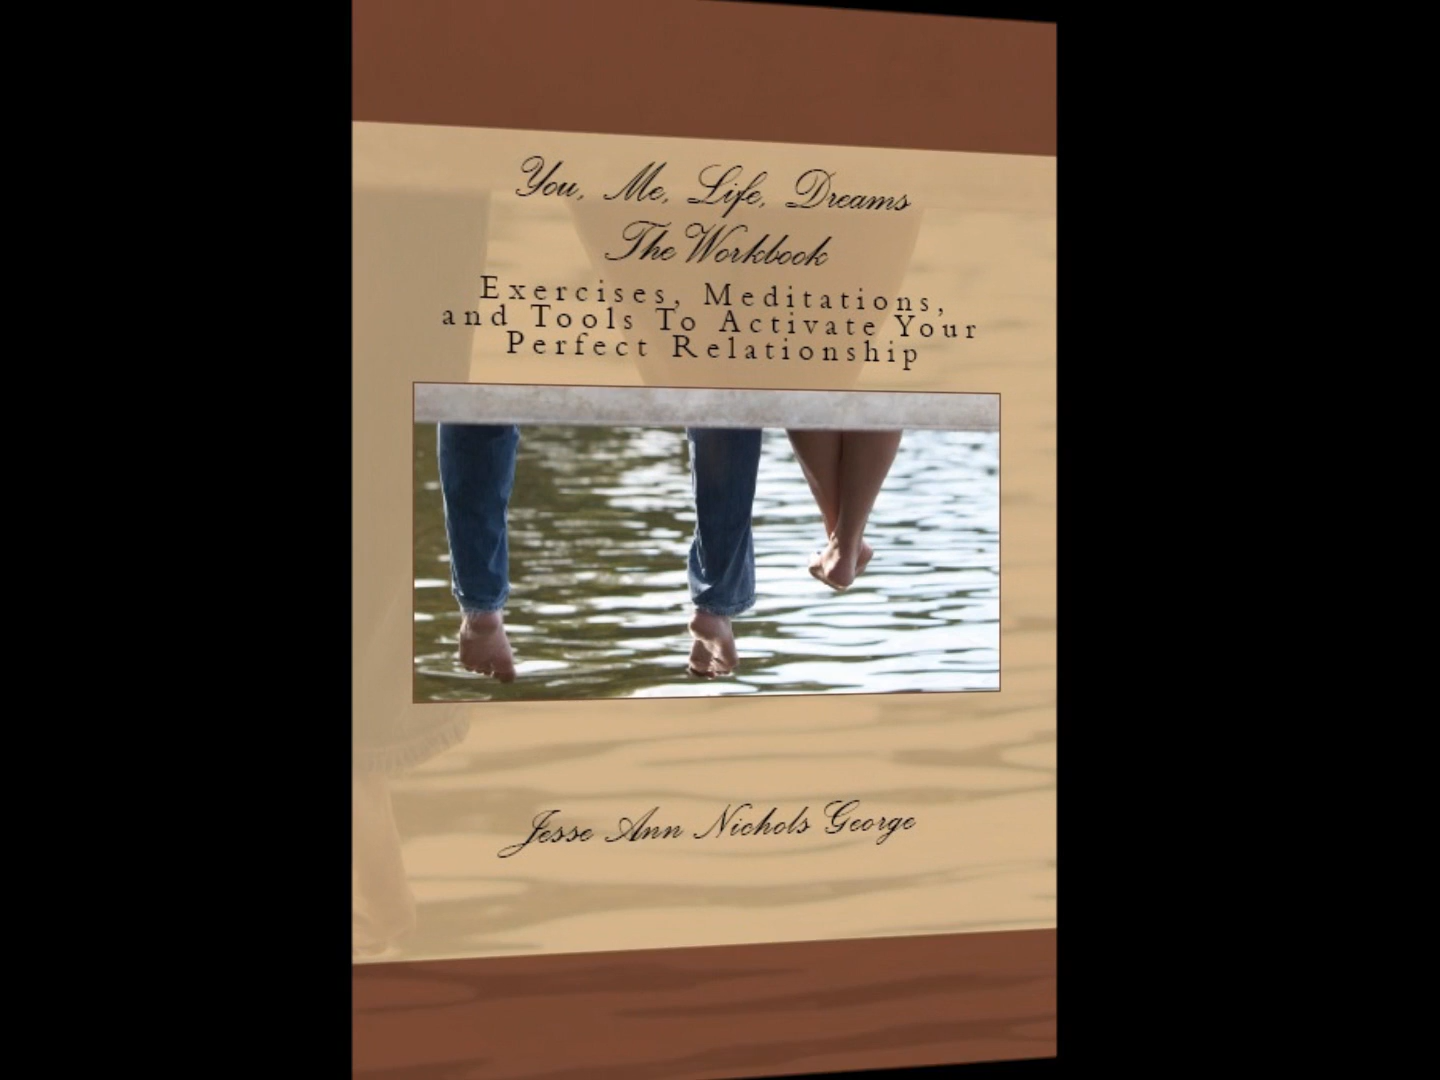 You, Me, Life, Dreams
The Workbook
Exercises, Meditations,
and Tools To Activate Your
Perfect Relationship
Jesse Ann Nichols George